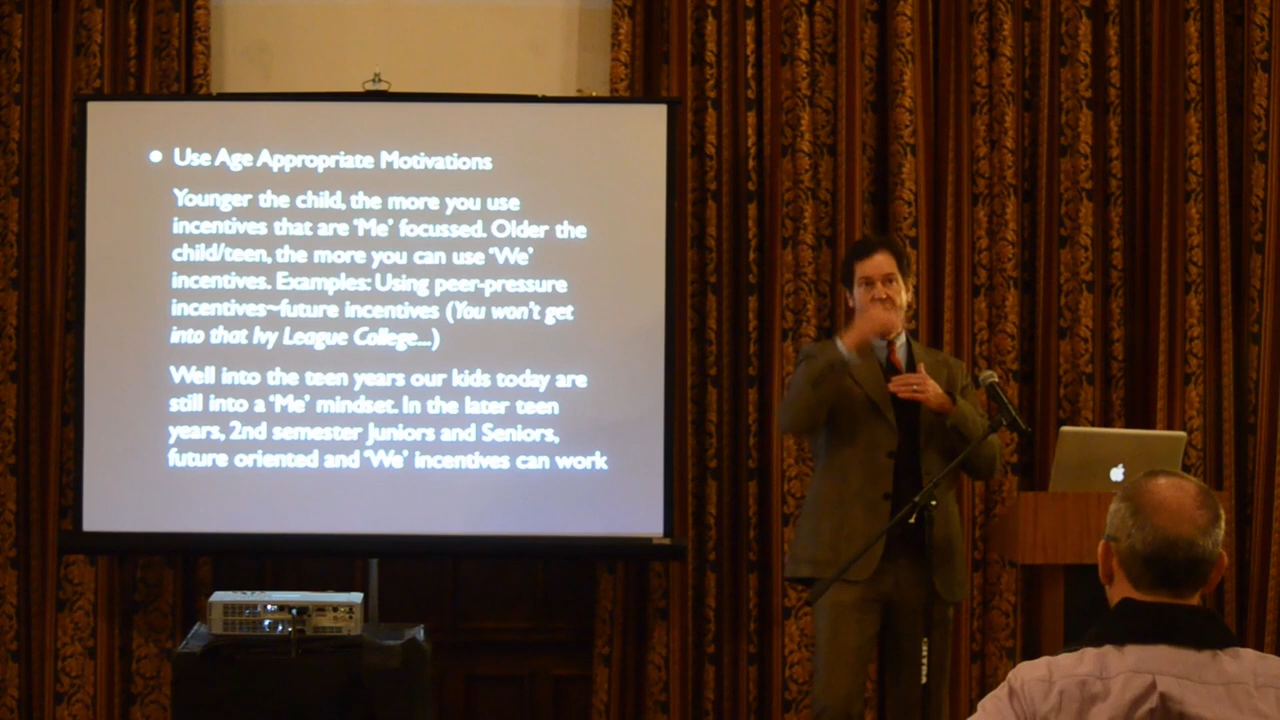 • Use Age Appropriate Motivations
Younger the child, the more you use
incentives that are 'Me' focussed. Older the
child/teen, the more you can use 'We'
incentives. Examples: Using peer-pressure
incentives~future incentives (You won't get
into that Ivy League College...)
Well into the teen years our kids today are
still into a 'Me' mindset. In the later teen
years, 2nd semester Juniors and Seniors,
future oriented and 'We' incentives can work